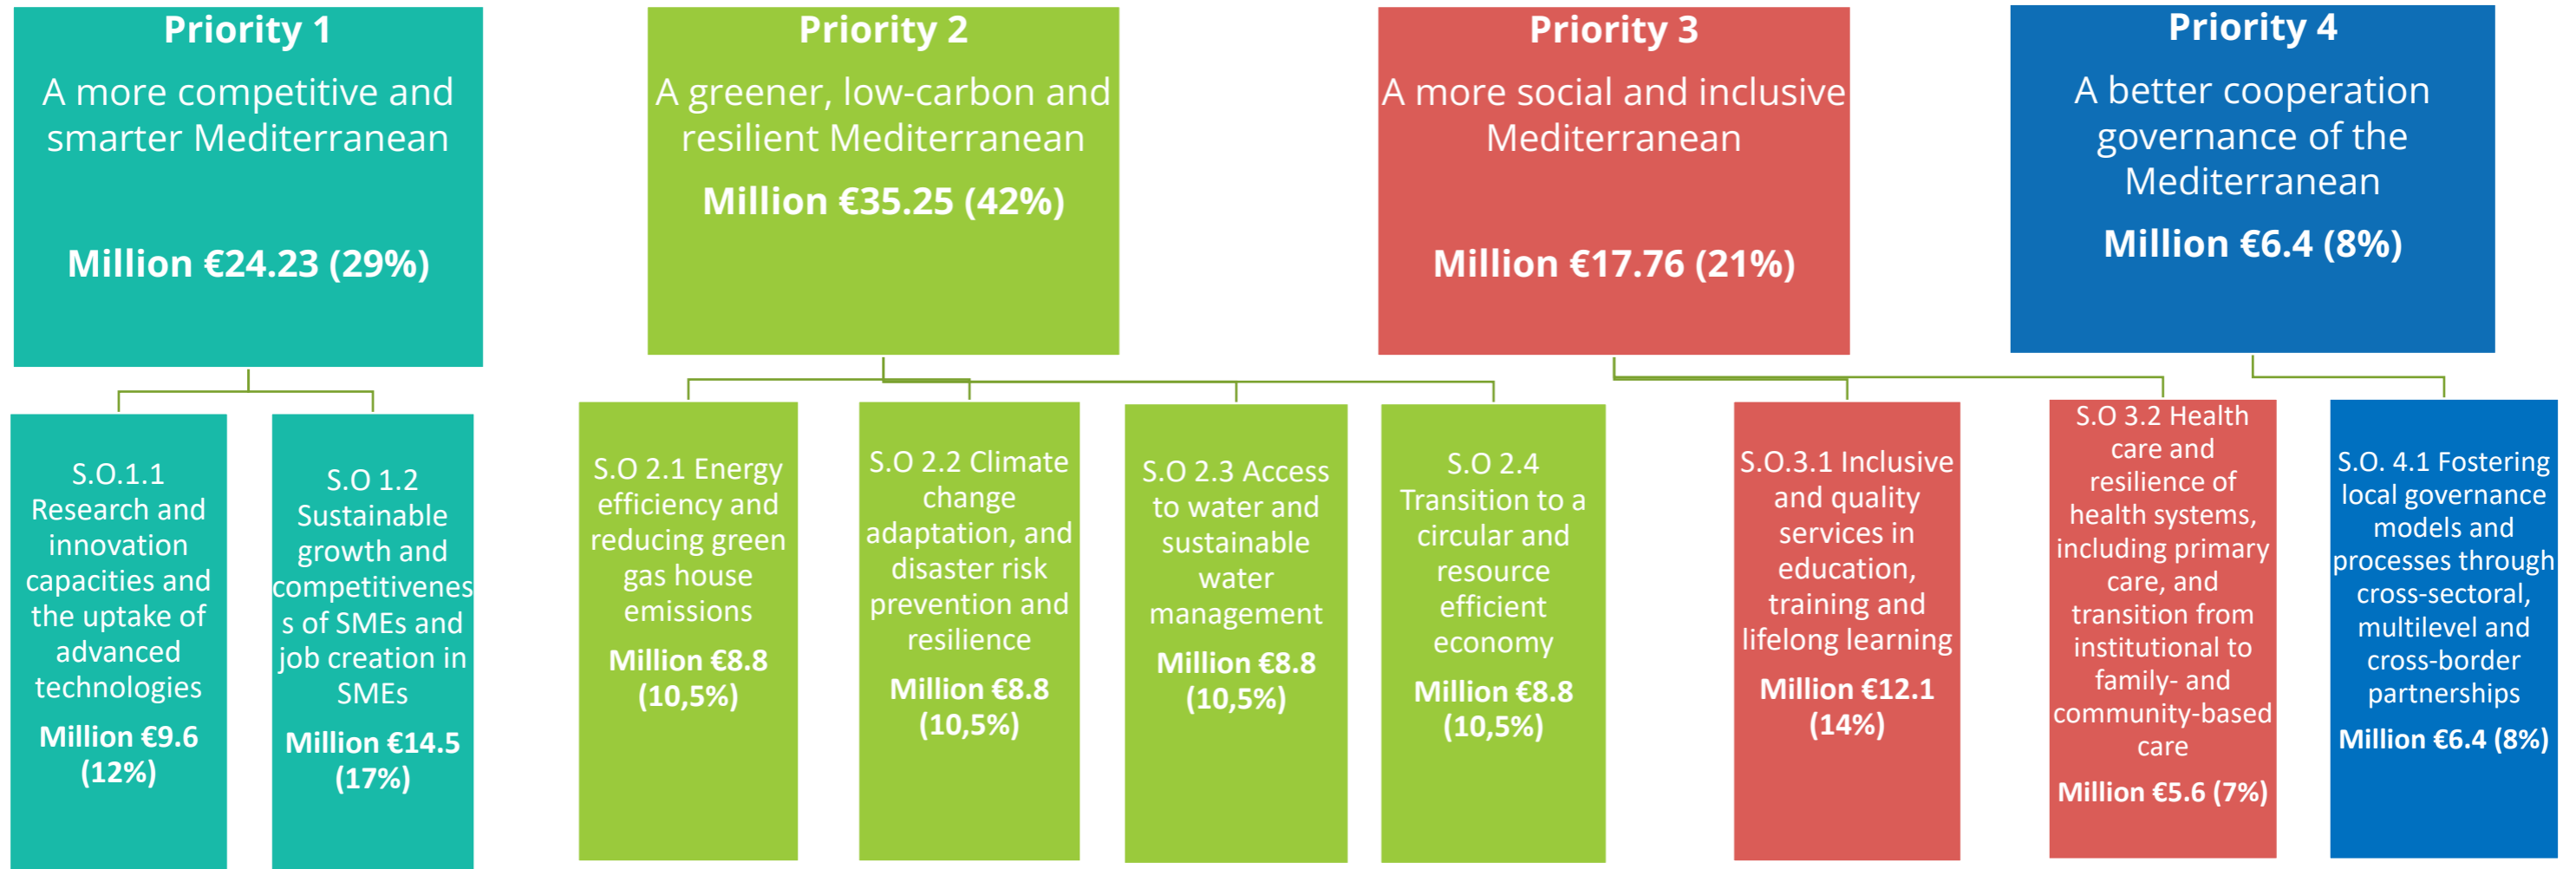 Priority 1
A more competitive and
smarter Mediterranean
Million €24.23 (29%)
Priority 2
A greener, low-carbon and
resilient Mediterranean
Million €35.25 (42%)
Priority 3
A more social and inclusive
Mediterranean
Million €17.76 (21%)
Priority 4
A better cooperation
governance of the
Mediterranean
Million €6.4 (8%)
S.O.1.1
Research and
innovation
capacities and
the uptake of
advanced
technologies
Million €9.6
(12%)
S.O 1.2
Sustainable
growth and
competitivenes
s of SMEs and
job creation in
SMEs
Million €14.5
(17%)
S.O 2.1 Energy
efficiency and
reducing green
gas house
emissions
Million €8.8
(10,5%)
S.O 2.2 Climate
change
adaptation, and
disaster risk
prevention and
resilience
Million €8.8
(10,5%)
S.O 2.3 Access
to water and
sustainable
water
management
Million €8.8
(10,5%)
S.O 2.4
Transition to a
circular and
resource
efficient
economy
Million €8.8
(10,5%)
S.O.3.1 Inclusive
and quality
services in
education,
training and
lifelong learning
Million €12.1
(14%)
S.O 3.2 Health
care and
resilience of
health systems,
including primary
care, and
transition from
institutional to
family- and
community-based
care
Million €5.6 (7%)
S.O. 4.1 Fostering
local governance
models and
processes through
cross-sectoral,
multilevel and
cross-border
partnerships
Million €6.4 (8%)